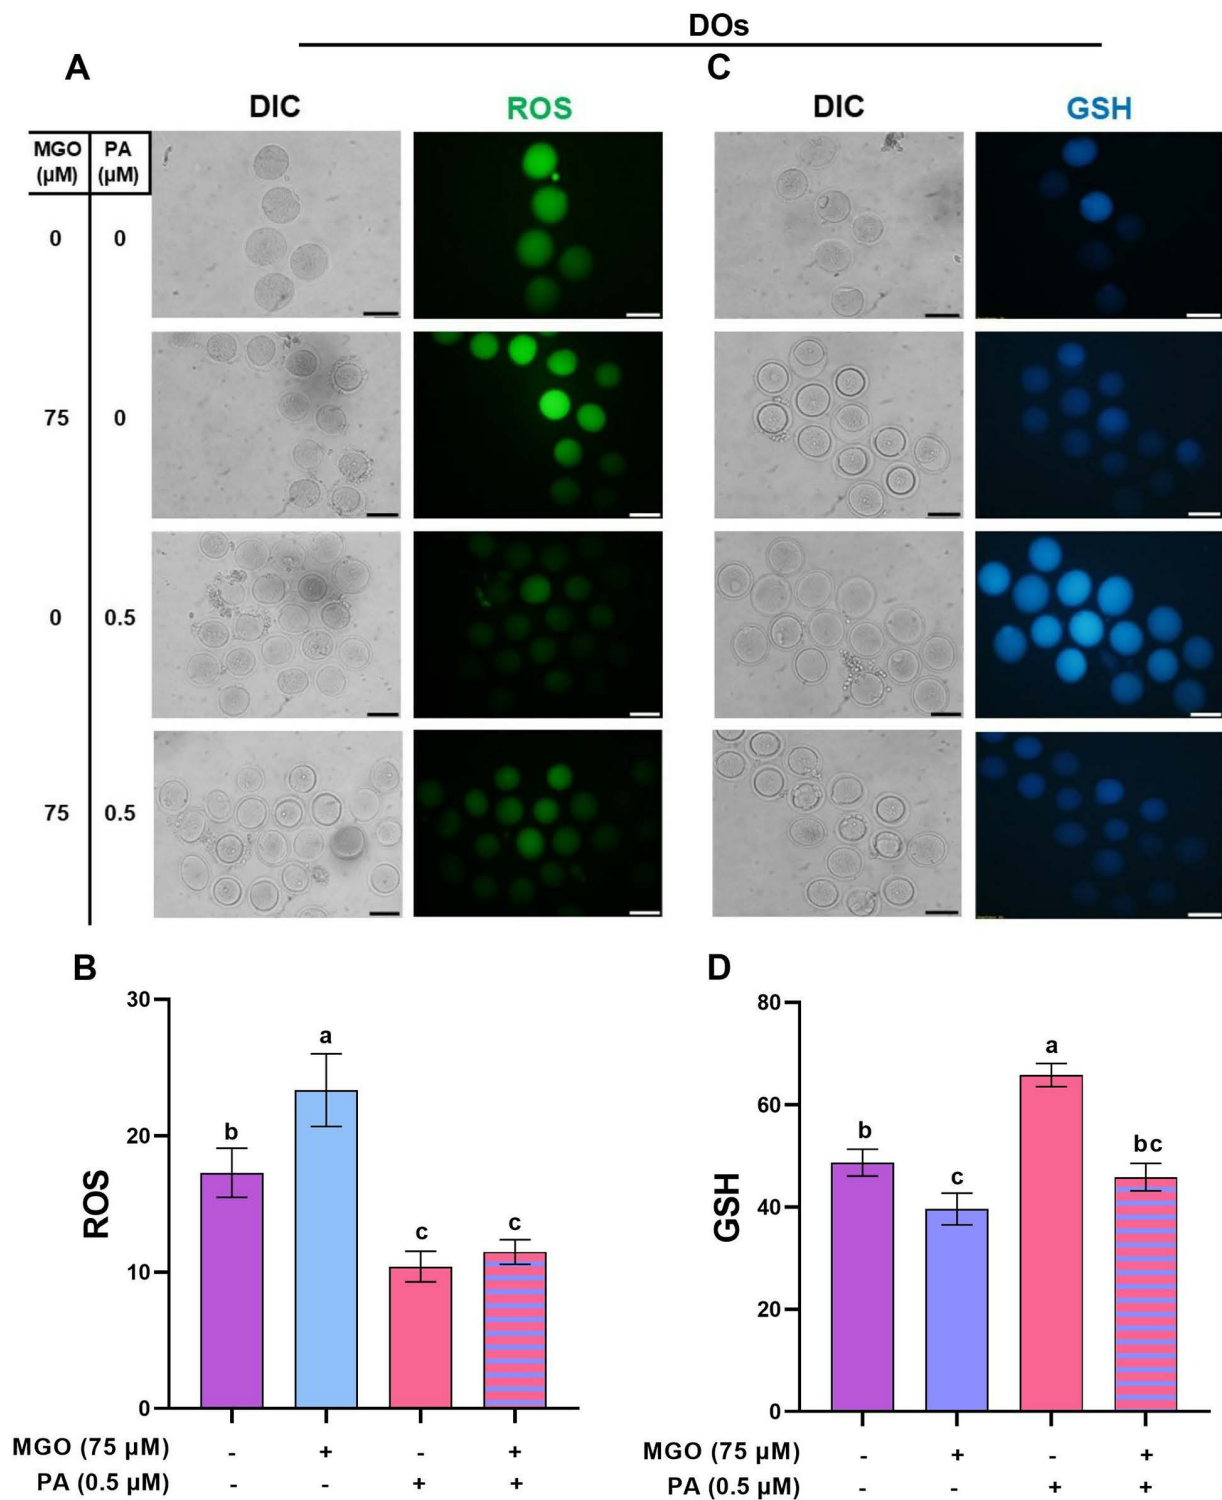 DOs
A
C
DIC
ROS
DIC
GSH
MGO (µM)
PA (µM)
0 0
75 0
0 0.5
75 0.5
B
D
30
20
10
0
ROS
b
a
c
c
MGO (75 µM) - + - +
PA (0.5 µM) - - + +
80
60
40
20
0
GSH
b
c
a
bc
MGO (75 µM) - + - +
PA (0.5 µM) - - + +